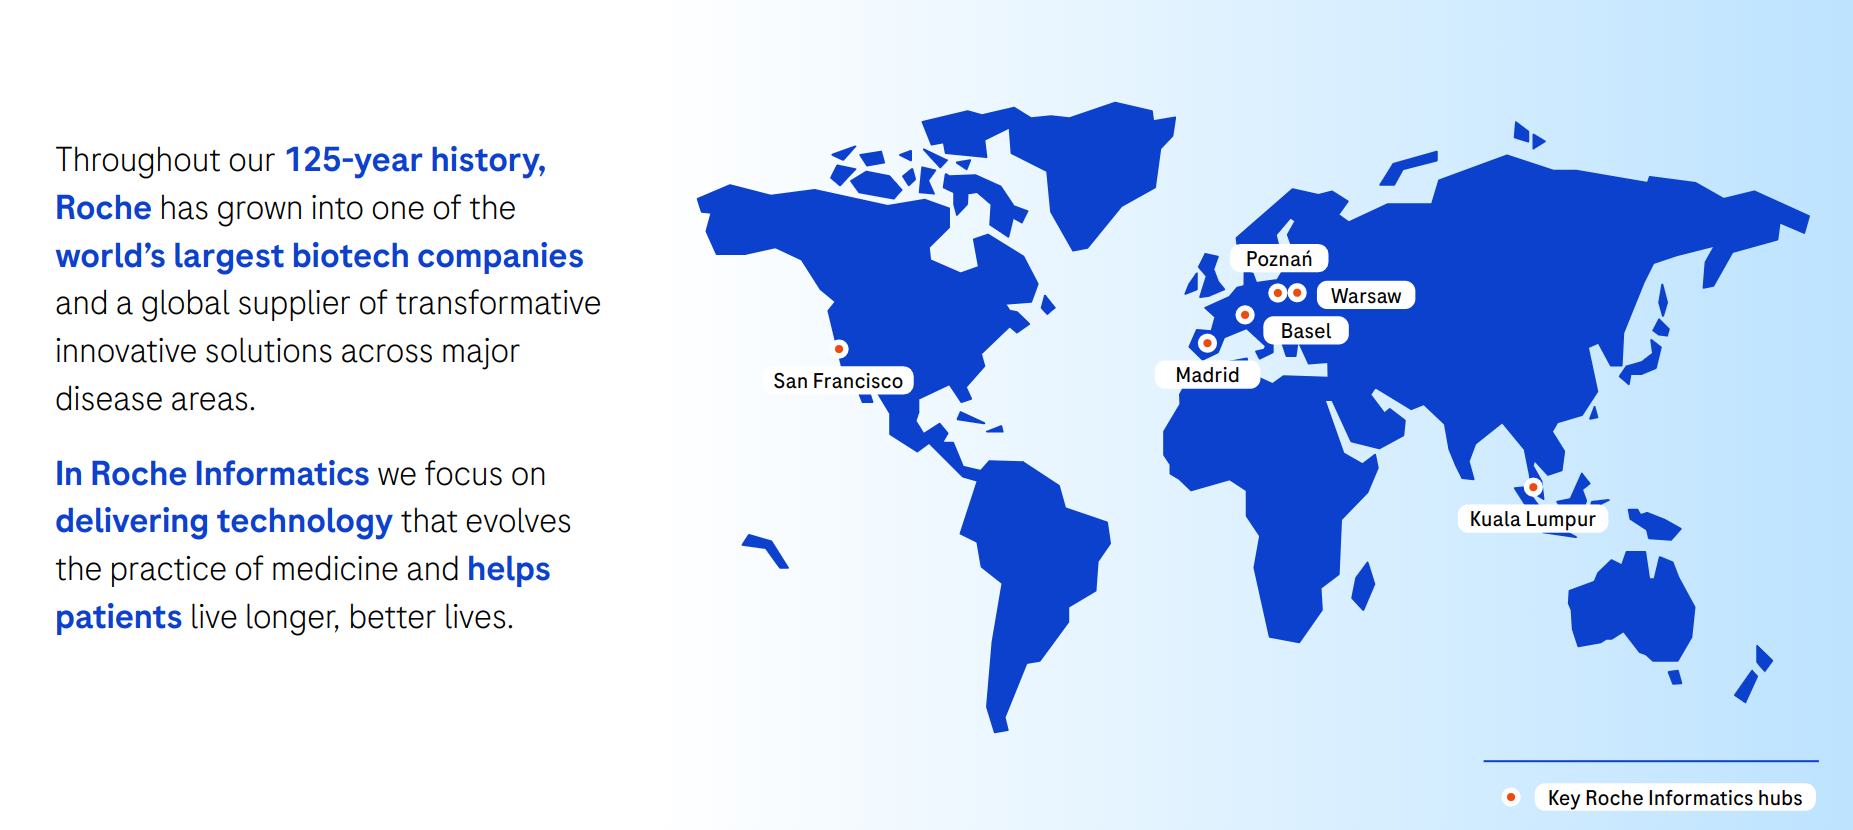 Throughout our 125-year history,
Roche has grown into one of the
world’s largest biotech companies
and a global supplier of transformative
innovative solutions across major
disease areas.
In Roche Informatics we focus on
delivering technology that evolves
the practice of medicine and helps
patients live longer, better lives.
Poznań
Warsaw
Basel
Madrid
San Francisco
Kuala Lumpur
Key Roche Informatics hubs